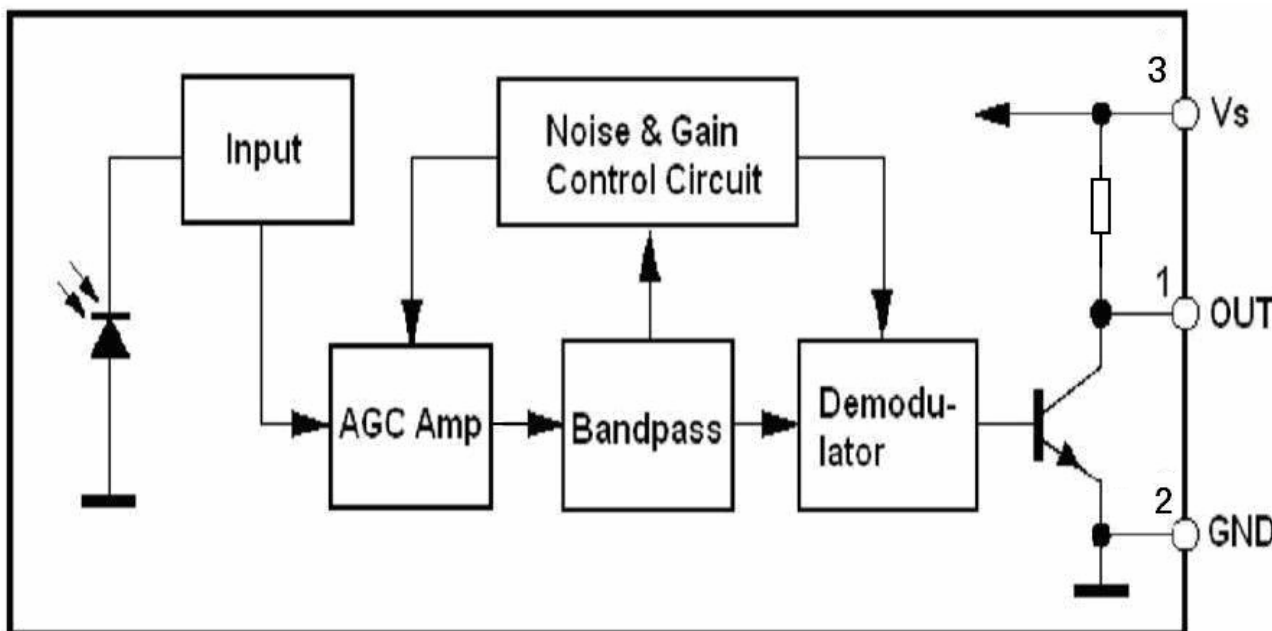 Input
Noise & Gain
Control Circuit
AGC Amp
Bandpass
Demodu-
lator
3
Vs
1
OUT
2
GND